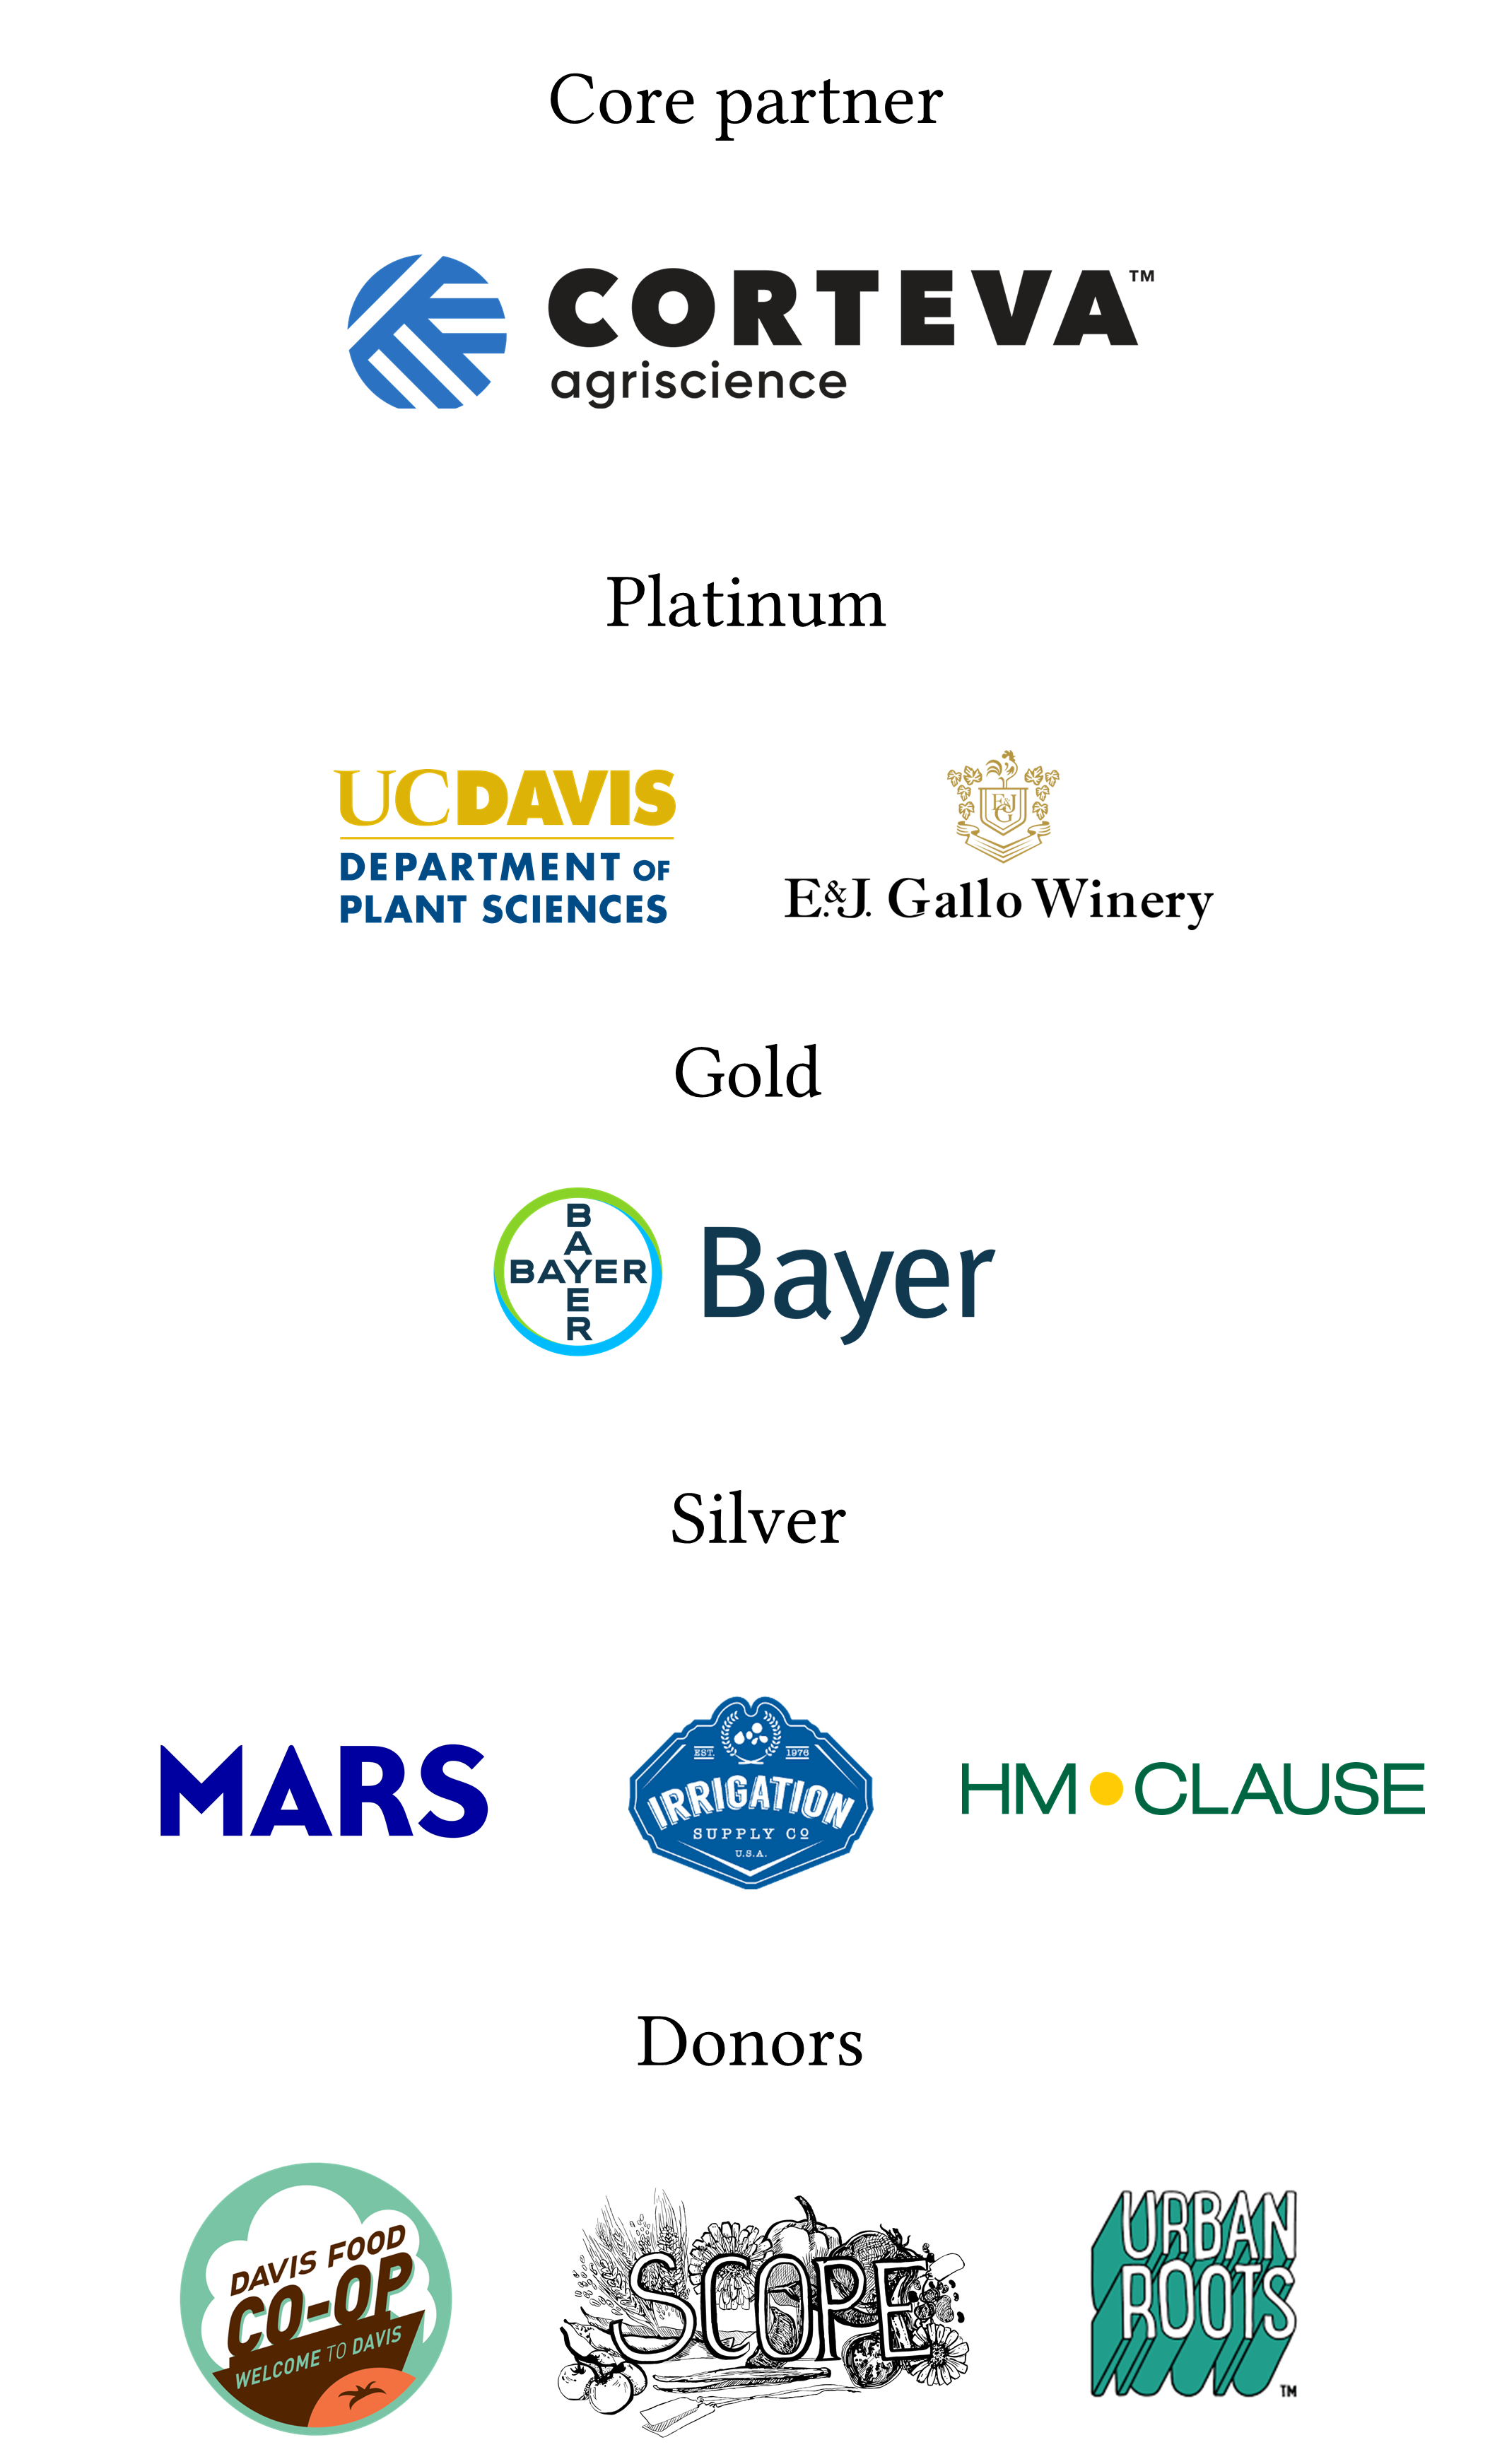 Core partner
CORTEVA™
agriscience
Platinum
UCDAVIS
DEPARTMENT OF
PLANT SCIENCES
E&J
G
E.&J. Gallo Winery
Gold
BAYER
BAYER
Bayer
Silver
MARS
EST. 1976
IRRIGATION
SUPPLY CO
U.S.A.
HM CLAUSE
Donors
DAVIS FOOD
CO-OP
WELCOME TO DAVIS
SCOPE
URBAN
ROOTS
TM